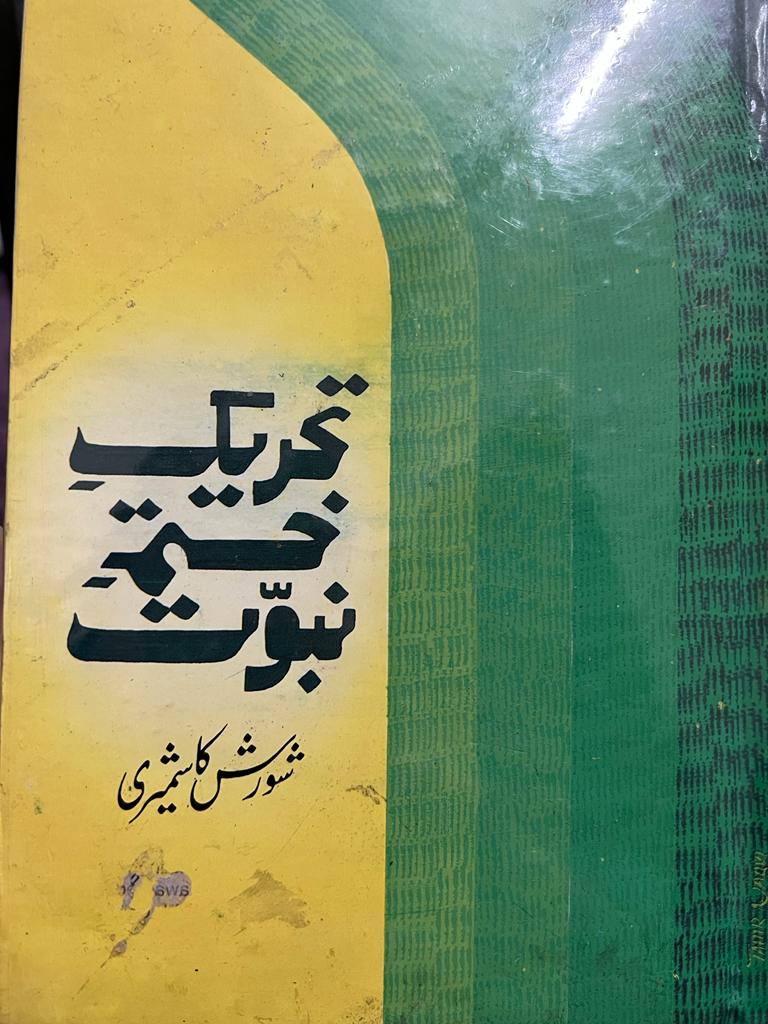 تحریکِ
ختمِ
نبوّت
شورش کاشمیری